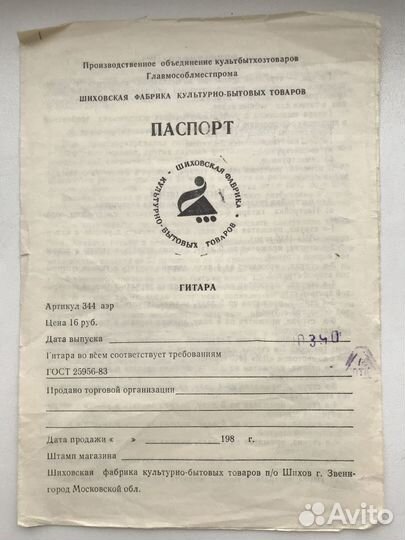 Производственное объединение культбытхозтоваров
Главмособлместпрома
ШИХОВСКАЯ ФАБРИКА КУЛЬТУРНО-БЫТОВЫХ ТОВАРОВ
ПАСПОРТ
ШИХОВСКАЯ ФАБРИКА •
КУЛЬТУРНО-БЫТОВЫХ ТОВАРОВ •
ГИТАРА
Артикул 344 аэр
Цена 16 руб.
Дата выпуска 0340
Гитара во всем соответствует требованиям
ГОСТ 25956-83
Продано торговой организации
Дата продажи « » 198 г.
Штамп магазина
Шиховская фабрика культурно-бытовых товаров п/о Шихов г. Звени-
город Московской обл.
Avito